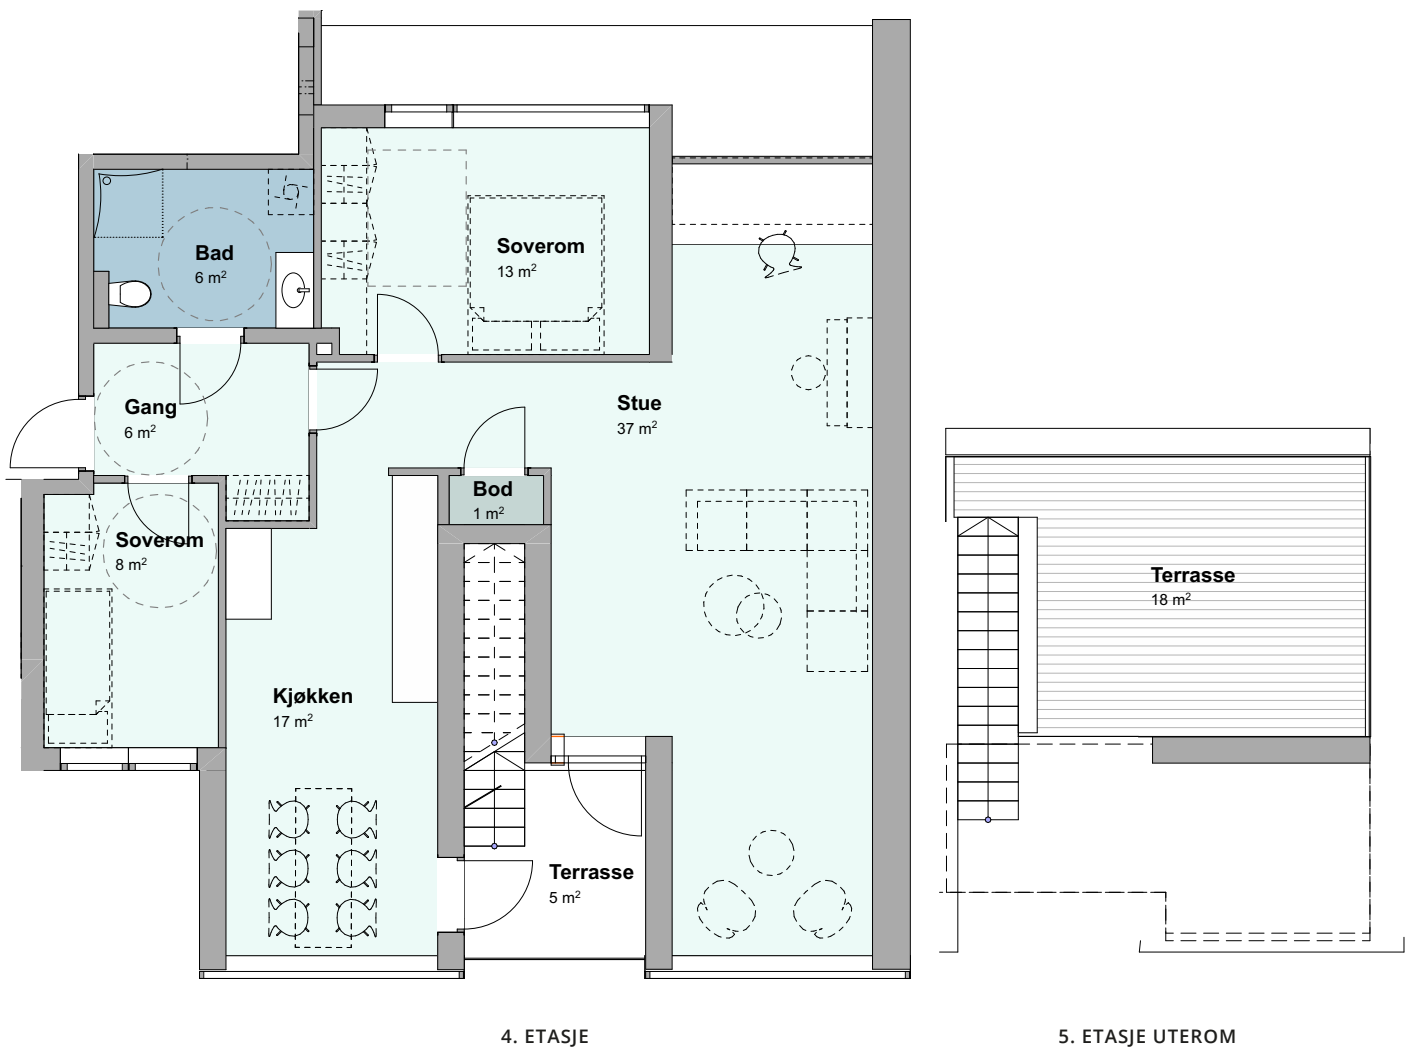 Bad
6 m²
Soverom
13 m²
Gang
6 m²
Stue
37 m²
Bod
1 m²
Soverom
8 m²
Kjøkken
17 m²
Terrasse
5 m²
Terrasse
18 m²
4. ETASJE
5. ETASJE UTEROM